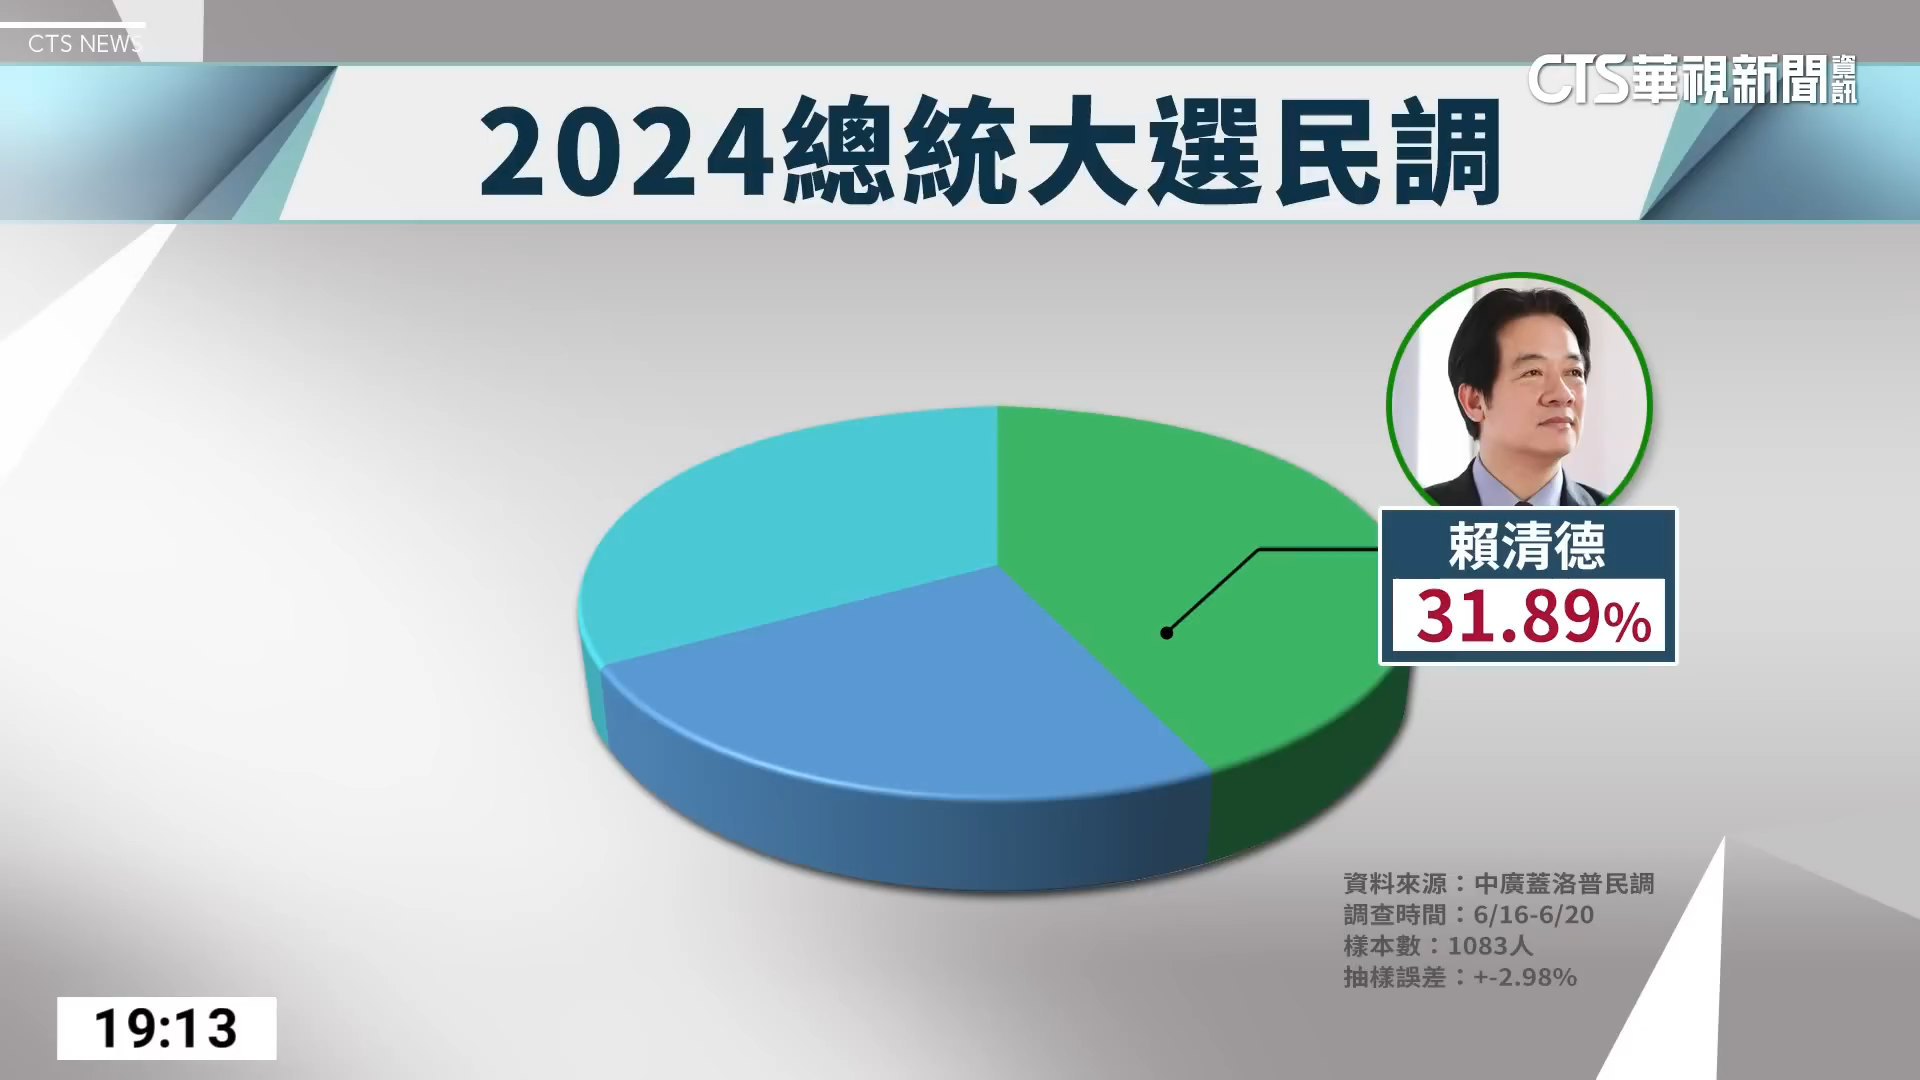 CTS NEWS
CTS華視新聞資訊
2024總統大選民調
賴清德
31.89%
資料來源：中廣蓋洛普民調
調查時間：6/16-6/20
樣本數：1083人
抽樣誤差：+-2.98%
19:13